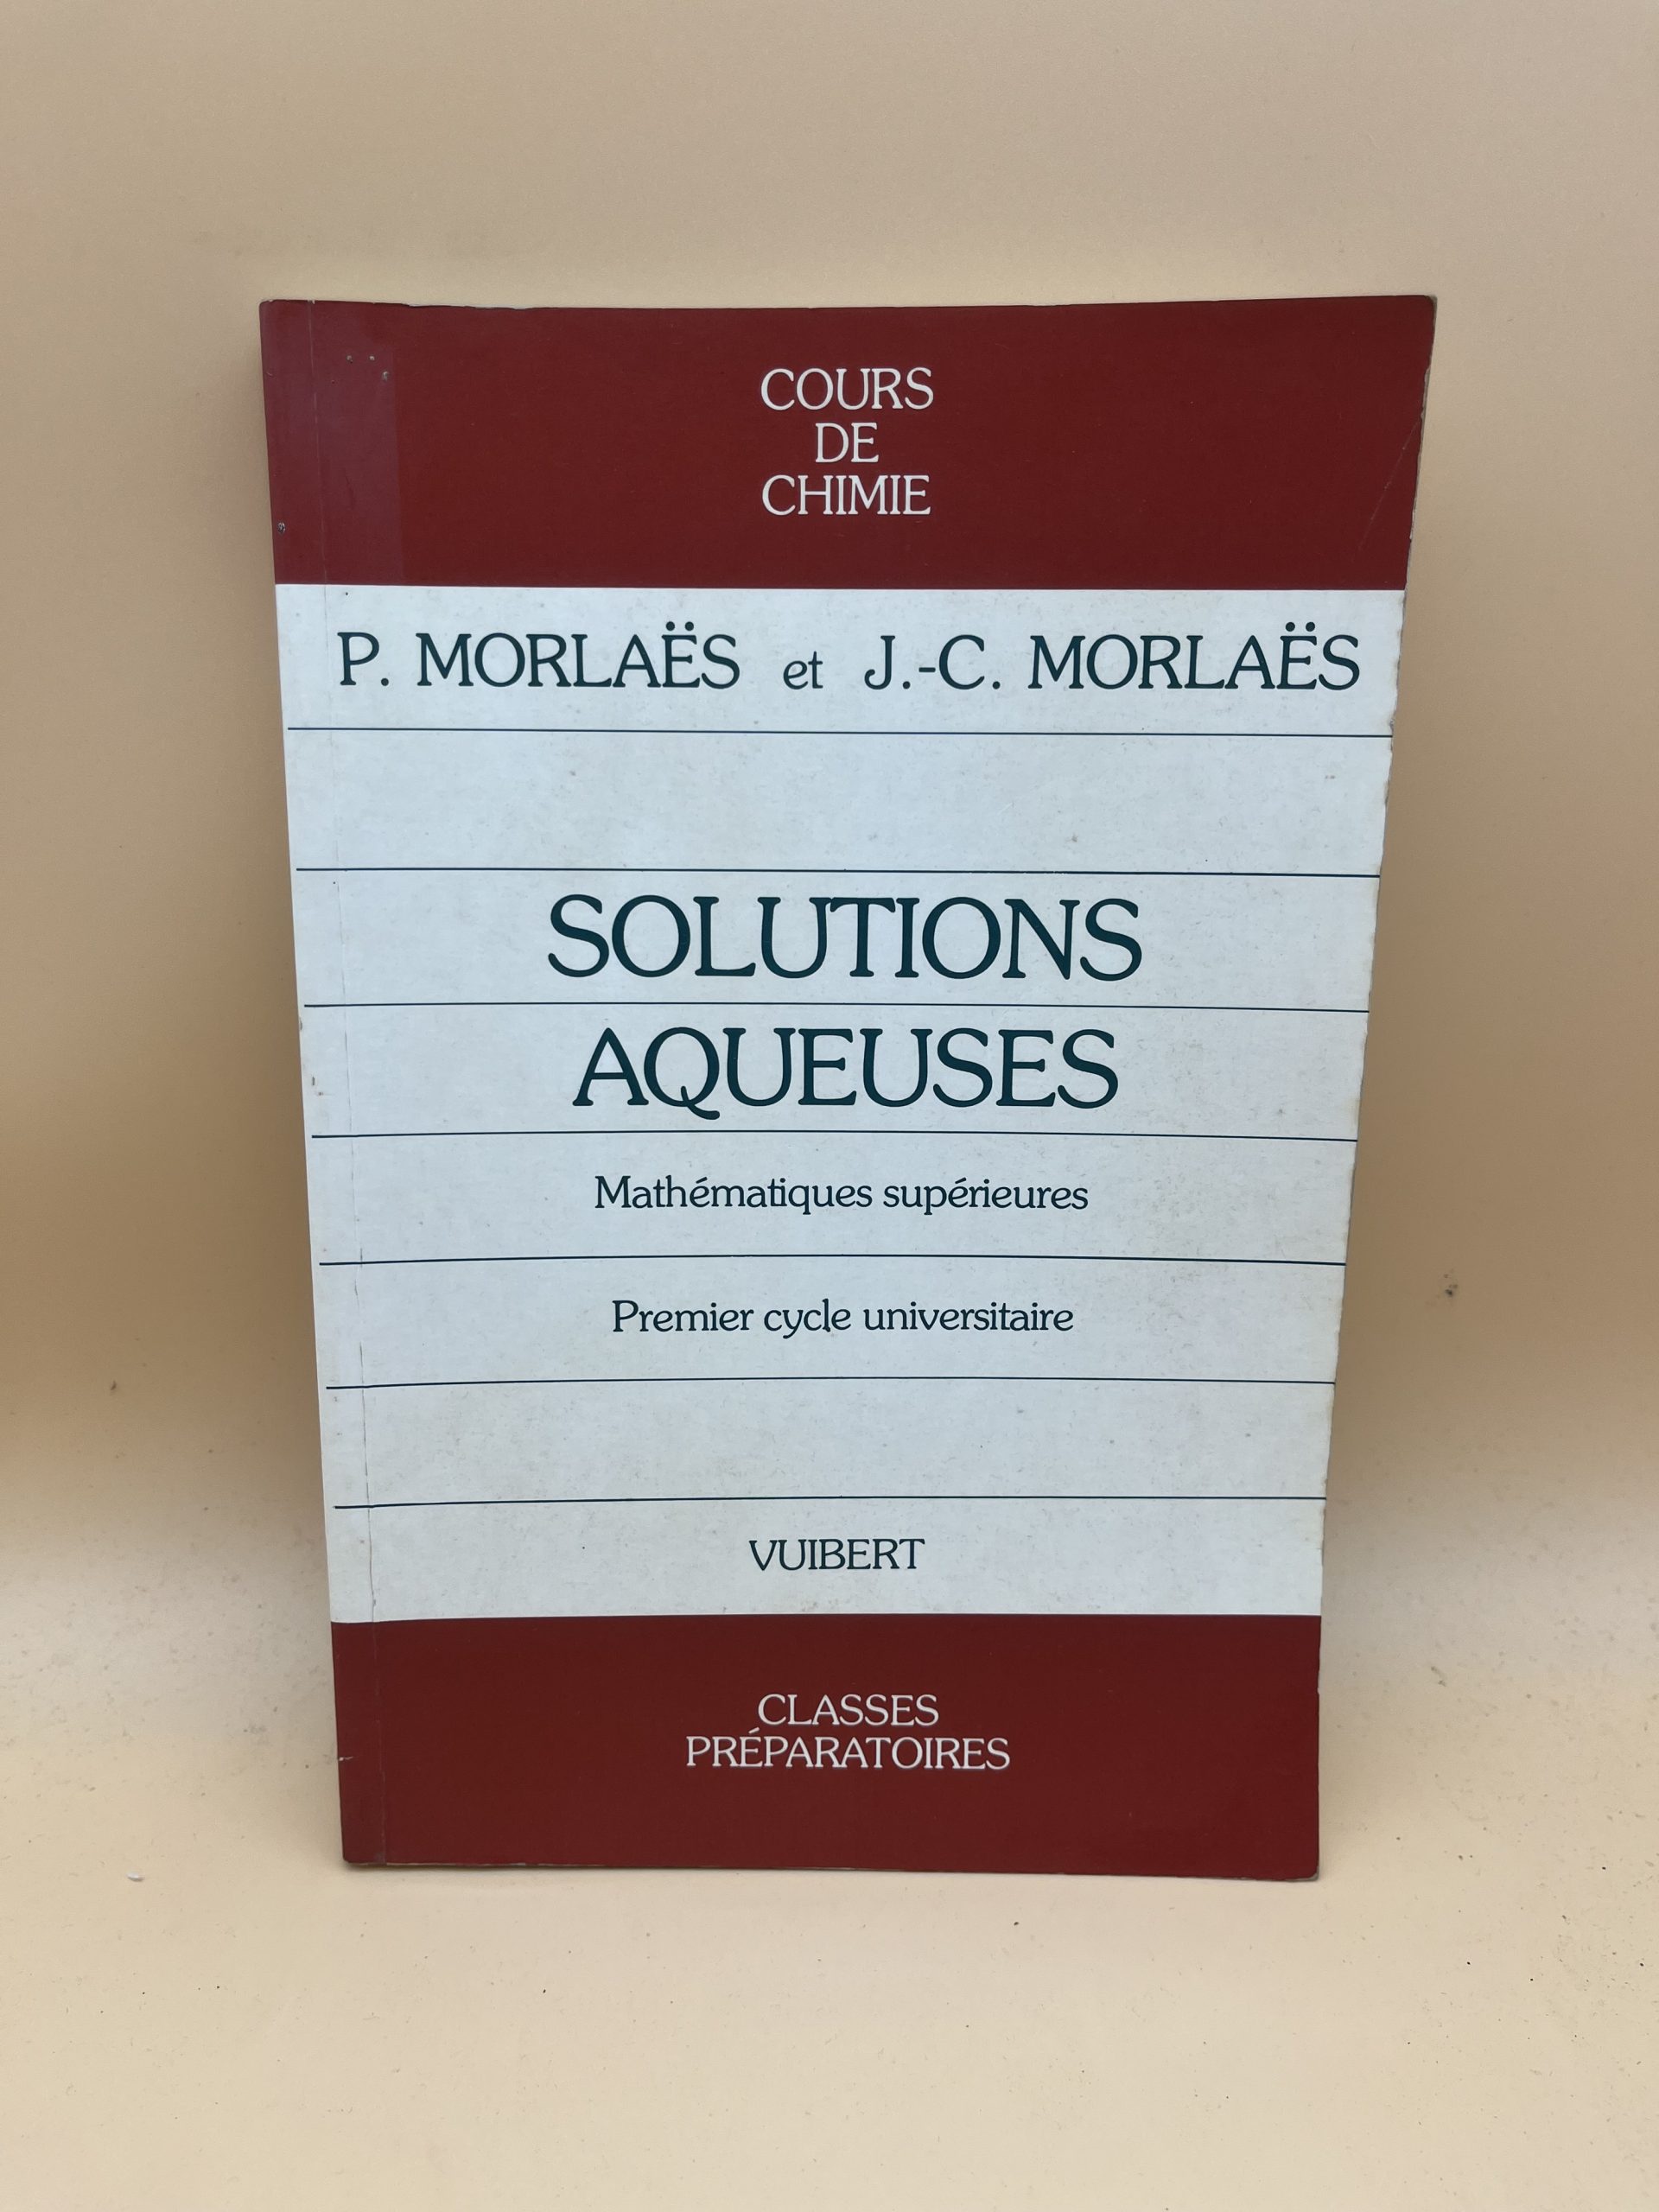 COURS
DE
CHIMIE
P. MORLAËS et J.-C. MORLAËS
SOLUTIONS
AQUEUSES
Mathématiques supérieures
Premier cycle universitaire
VUIBERT
CLASSES
PRÉPARATOIRES